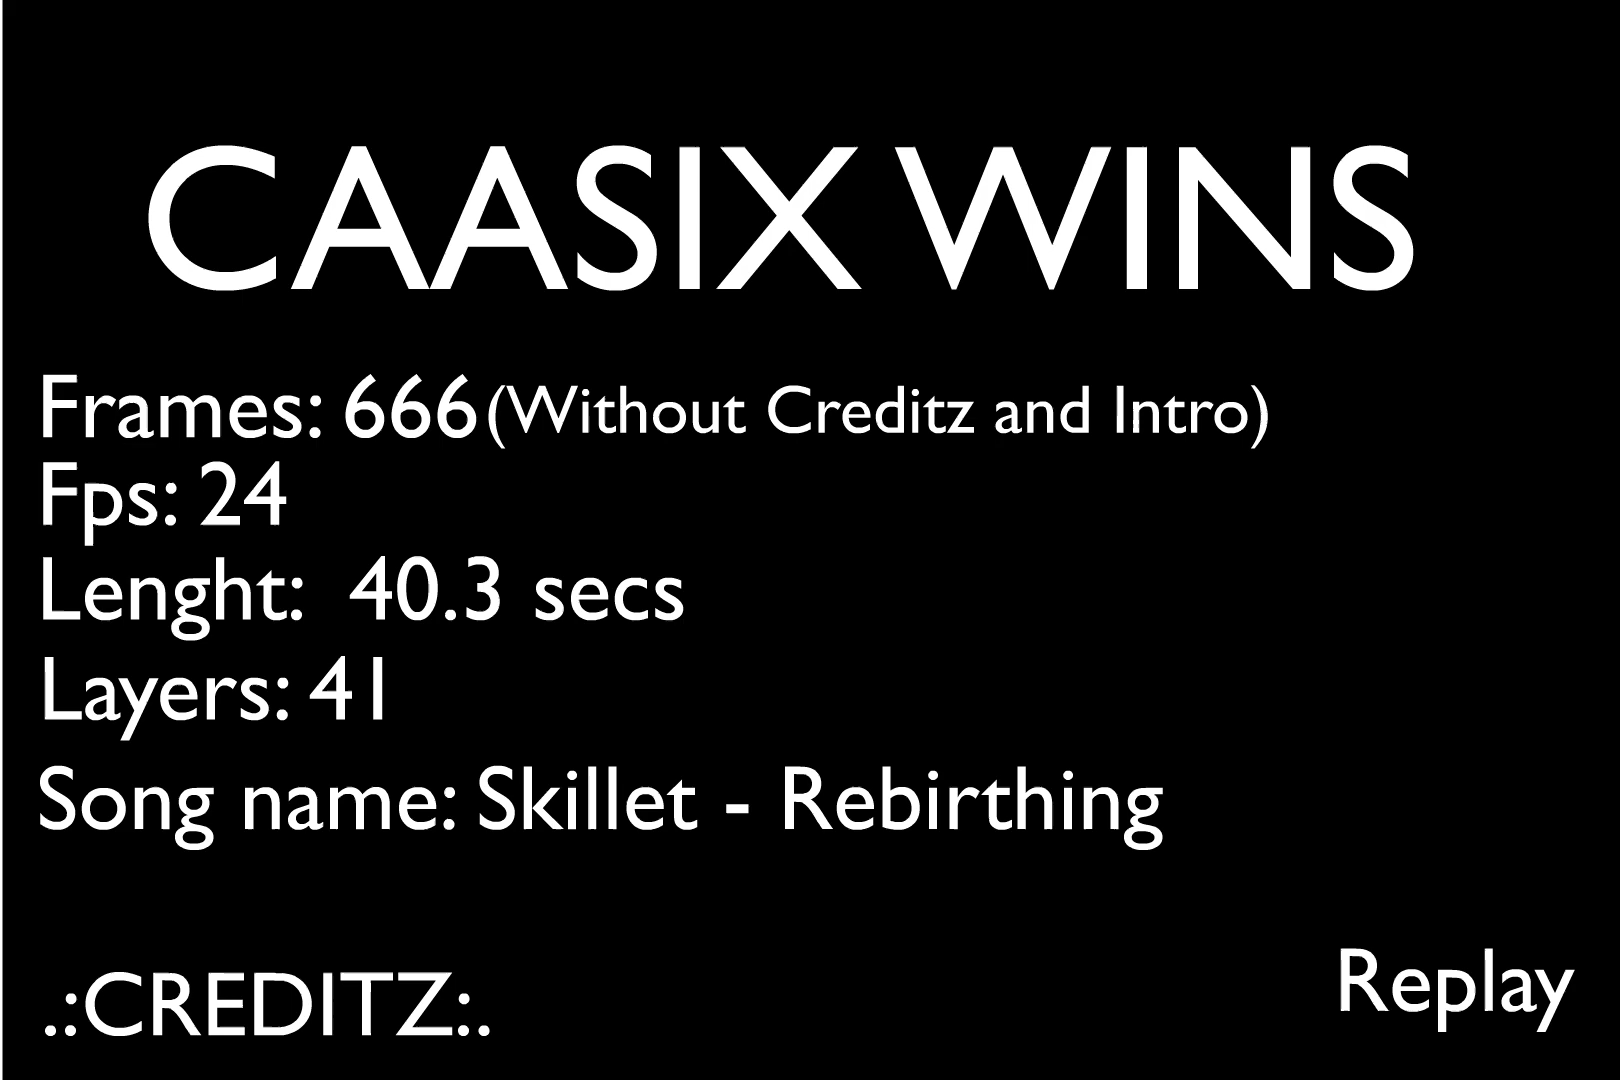 CAASIX WINS
Frames: 666(Without Creditz and Intro)
Fps: 24
Lenght: 40.3 secs
Layers: 41
Song name: Skillet - Rebirthing
Replay
.:CREDITZ:.